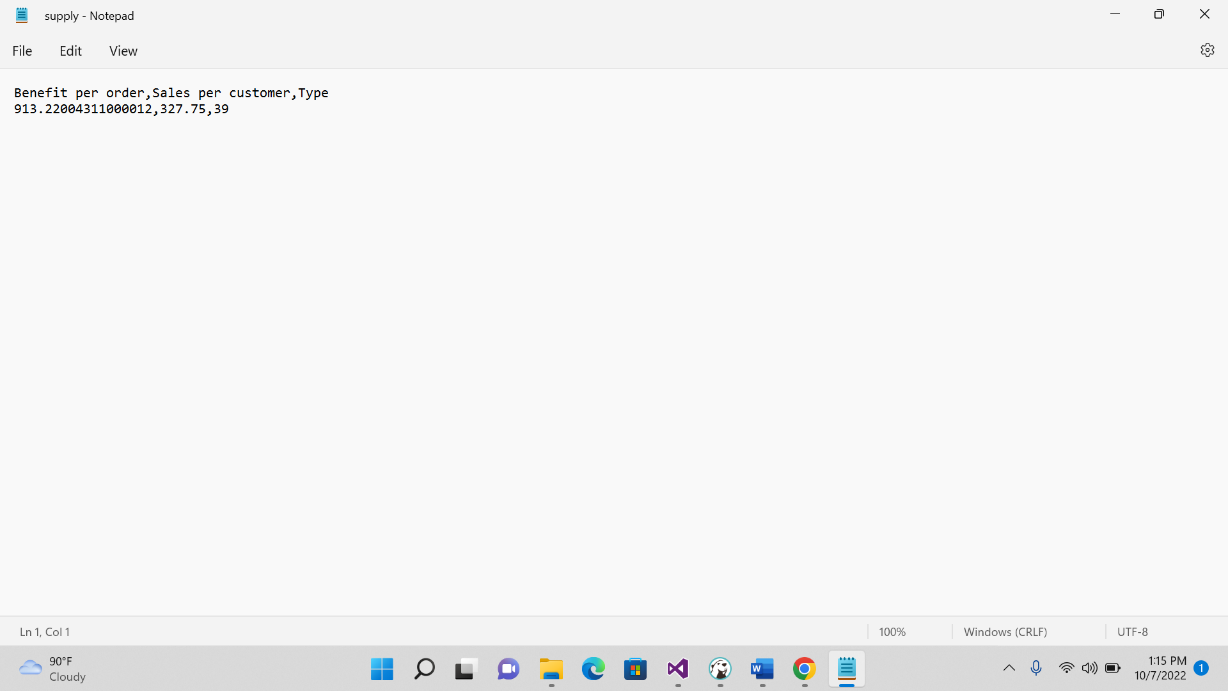 supply - Notepad
File Edit View
Benefit per order,Sales per customer,Type
913.22004311000012,327.75,39
Ln 1, Col 1 100% Windows (CRLF) UTF-8
90°F
Cloudy
W
1:15 PM
10/7/2022
1